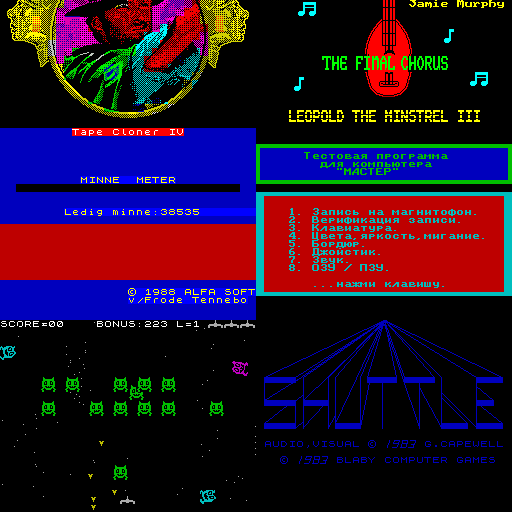 Jamie Murphy
THE FINAL CHORUS
LEOPOLD THE MINSTREL III
Tape Cloner IV
MINNE METER
Ledig minne:38535
© 1988 ALFA SOFT
v/Frode Tennebø
Тестовая программа
для компьютера
"МАСТЕР"
1. Запись на магнитофон.
2. Верификация записи.
3. Клавиатура.
4. Цвета,яркость,мигание.
5. Бордюр.
6. Джойстик.
7. Звук.
8. ОЗУ / ПЗУ.
...нажми клавишу.
SCORE=00 BONUS:223 L=1
SHUTTLE
AUDIO.VISUAL © 1983 D.CAPEWELL
© 1983 BLABY COMPUTER GAMES